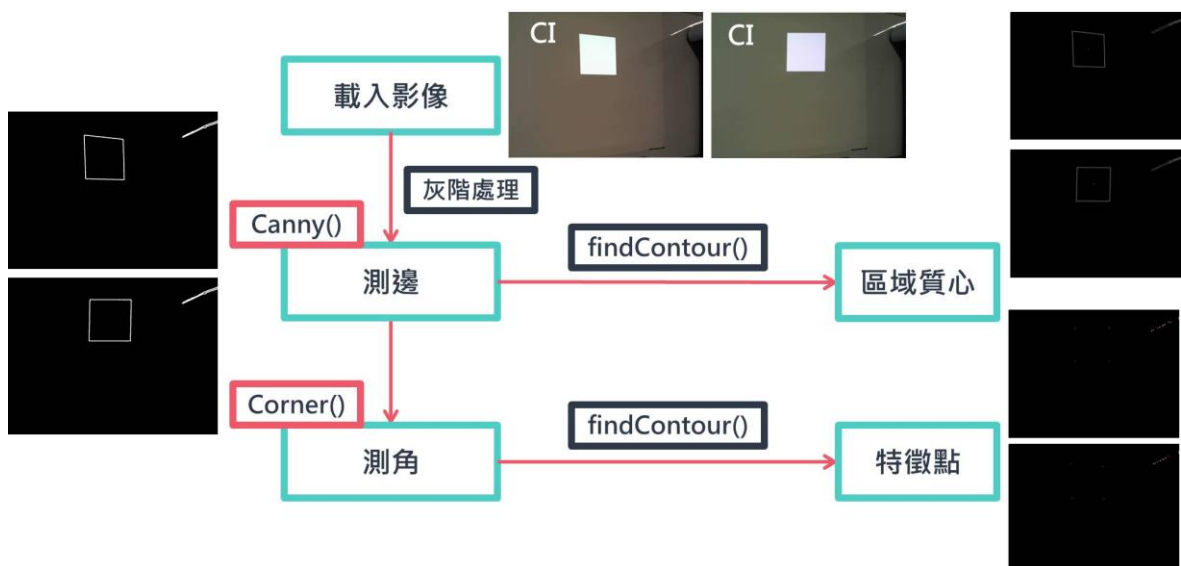 CI
CI
載入影像
灰階處理
Canny()
測邊
findContour()
區域質心
Corner()
測角
findContour()
特徵點